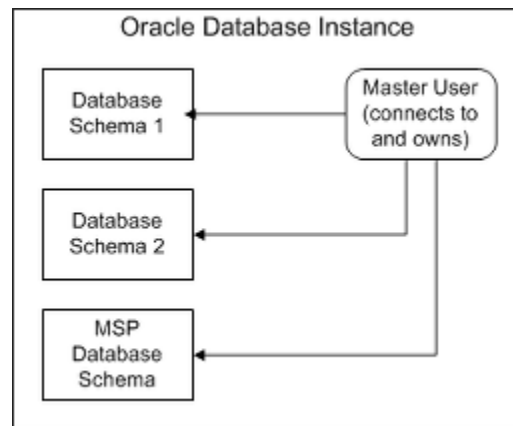 Oracle Database Instance
Database
Schema 1
Master User
(connects to
and owns)
Database
Schema 2
MSP
Database
Schema